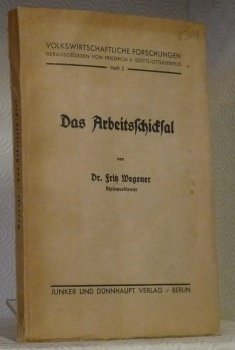 VOLKSWIRTSCHAFTLICHE FORSCHUNGEN
HERAUSGEGEBEN VON FRIEDRICH V. GOTTL-OTTLILIENFELD
Heft 2
Das Arbeitsschicksal
von
Dr. Fritz Wegener
Diplomvolkswirt
JUNKER UND DÜNNHAUPT VERLAG / BERLIN